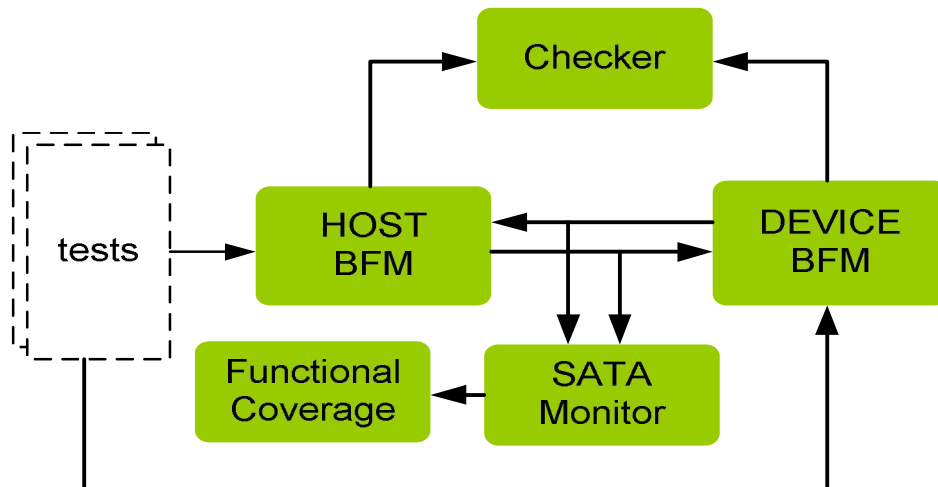 Checker
tests
HOST
BFM
DEVICE
BFM
Functional
Coverage
SATA
Monitor